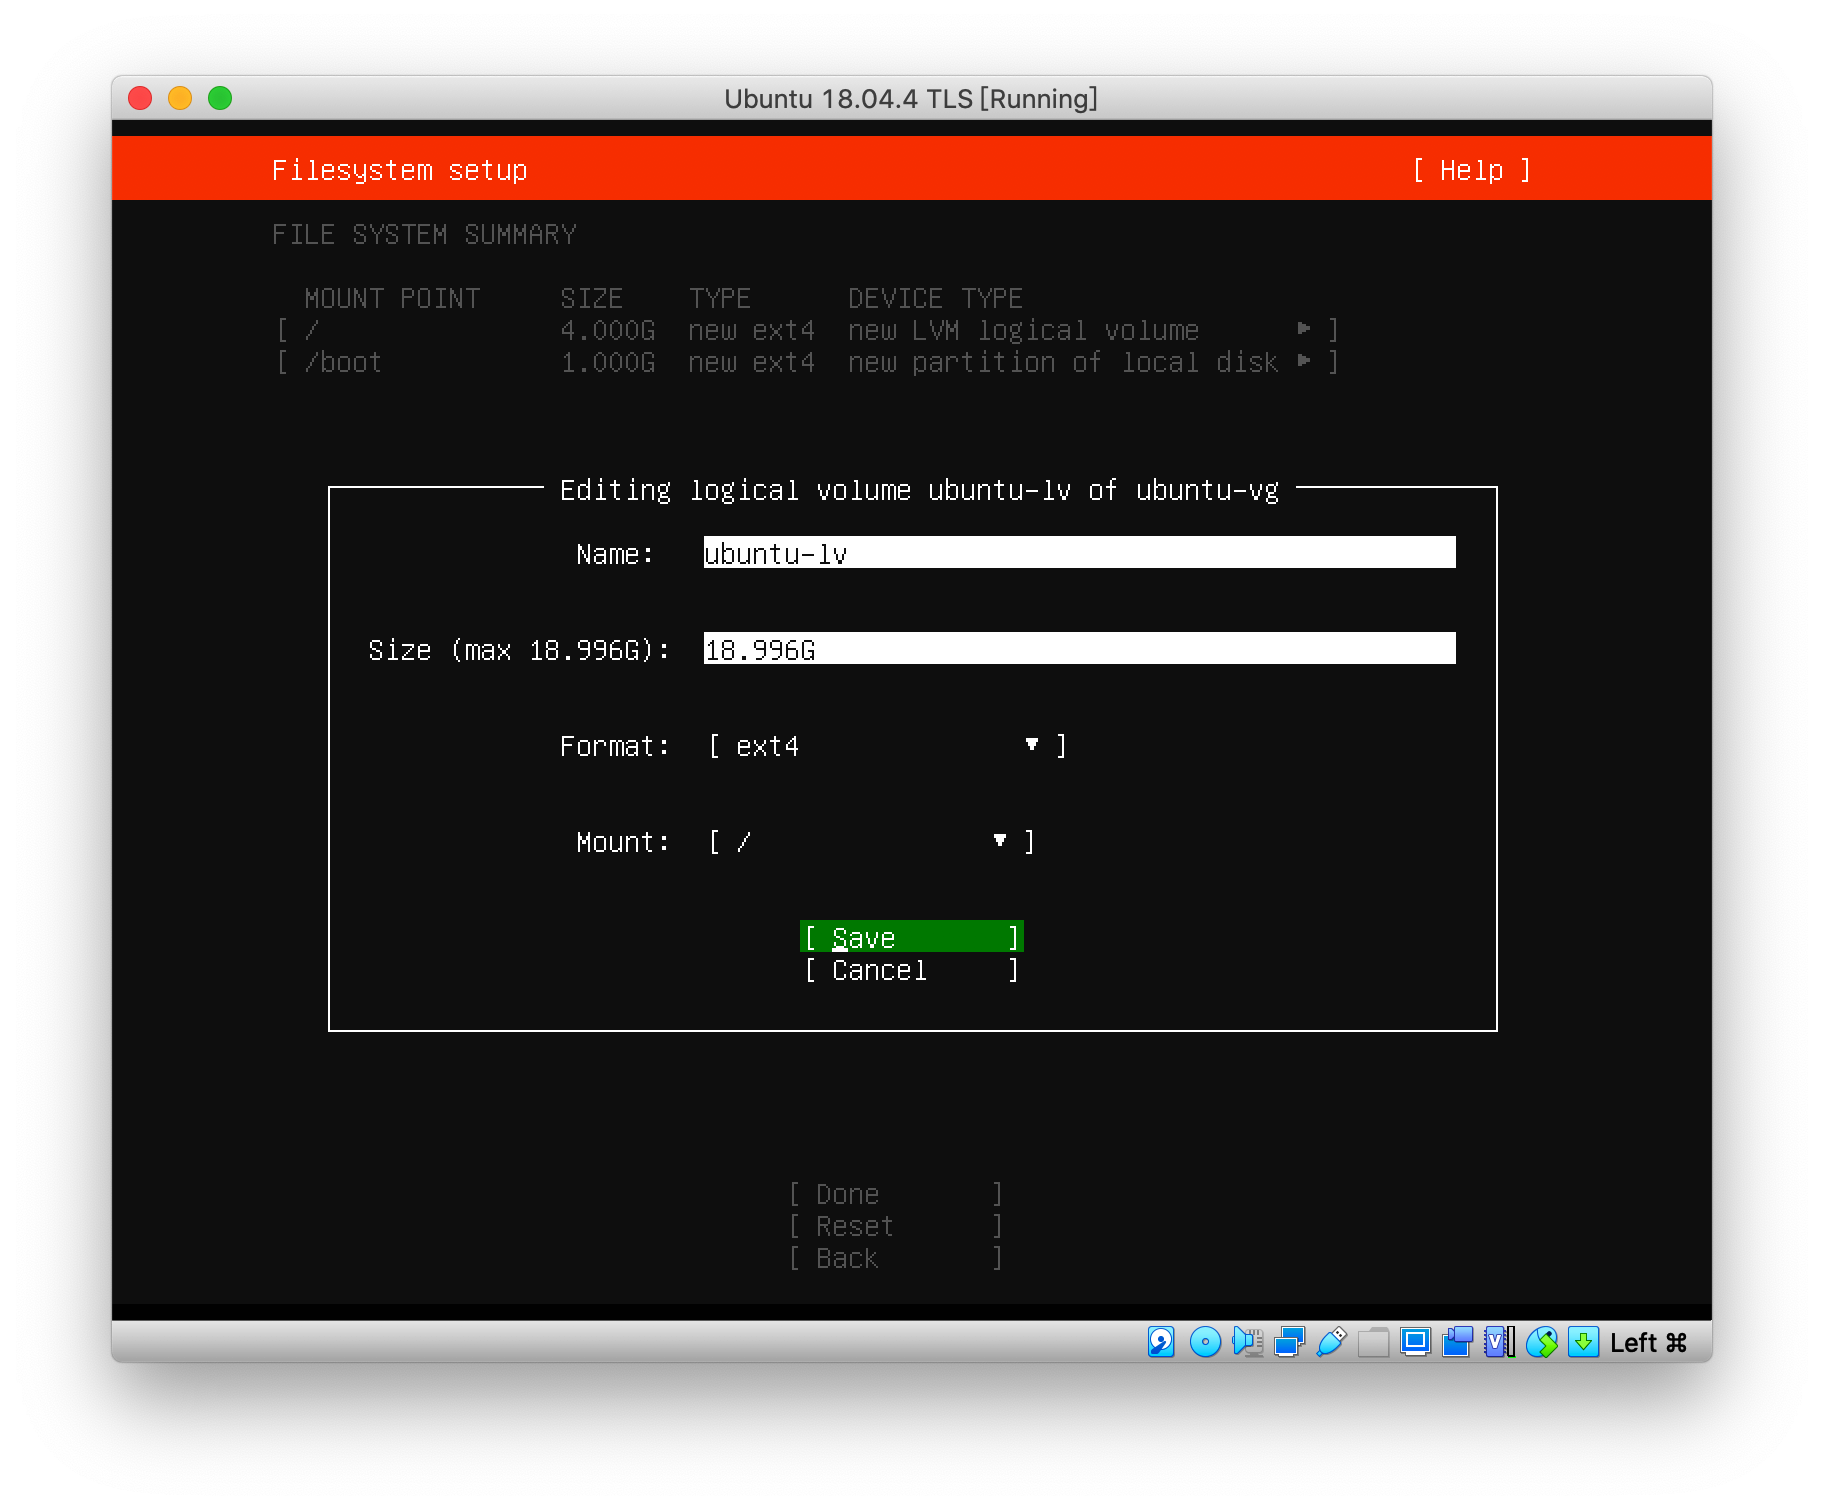 Ubuntu 18.04.4 TLS [Running]
Filesystem setup [ Help ]
FILE SYSTEM SUMMARY
MOUNT POINT SIZE TYPE DEVICE TYPE
[ / 4.000G new ext4 new LVM logical volume ▸ ]
[ /boot 1.000G new ext4 new partition of local disk ▸ ]
Editing logical volume ubuntu-lv of ubuntu-vg
Name: ubuntu-lv
Size (max 18.996G): 18.996G
Format: [ ext4 ▾ ]
Mount: [ / ▾ ]
[ Save ]
[ Cancel ]
[ Done ]
[ Reset ]
[ Back ]
Left ⌘